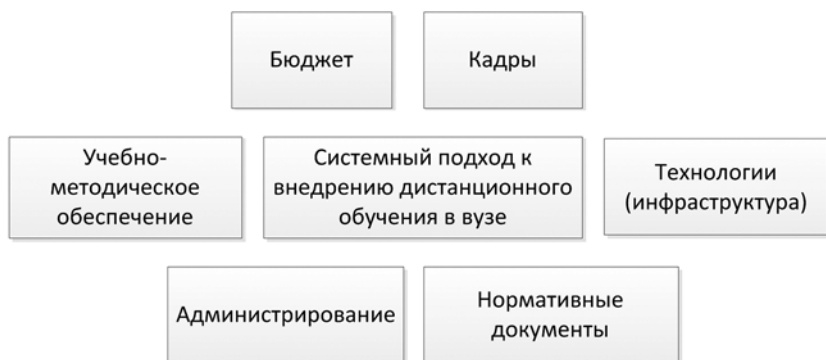 Бюджет
Кадры
Учебно-
методическое
обеспечение
Системный подход к
внедрению дистанционного
обучения в вузе
Технологии
(инфраструктура)
Администрирование
Нормативные
документы